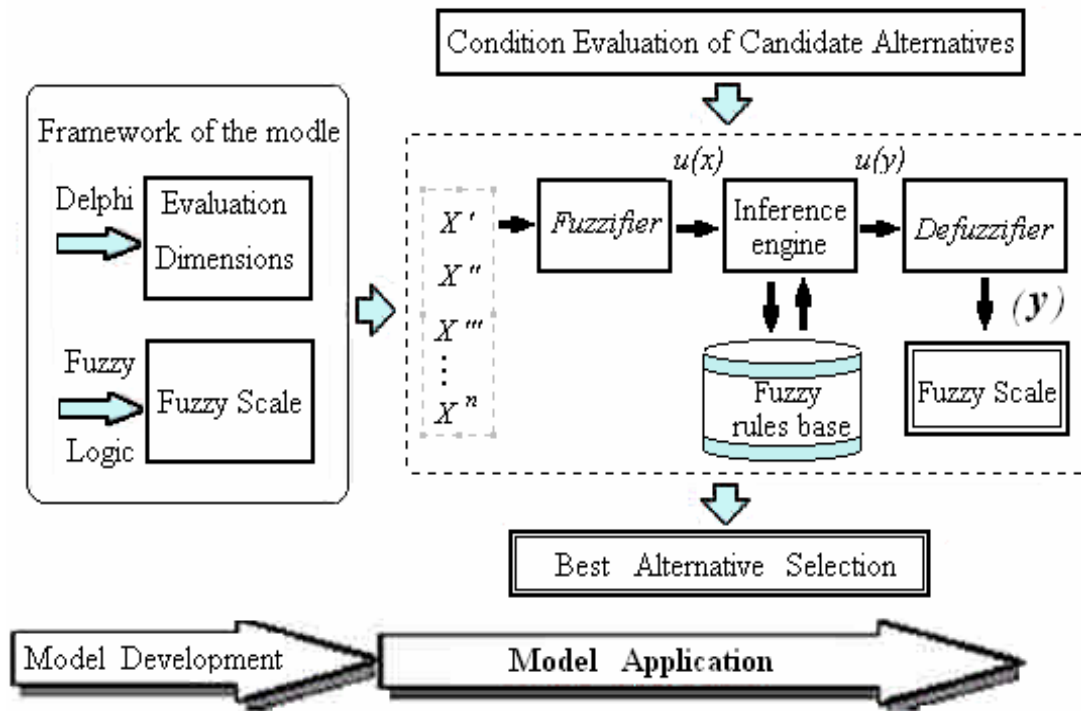 Condition Evaluation of Candidate Alternatives
Framework of the modle
Delphi
Evaluation
Dimensions
Fuzzy
Logic
Fuzzy Scale
X'
X''
X'''
⋮
Xⁿ
Fuzzifier
u(x)
Inference
engine
u(y)
Defuzzifier
(y)
Fuzzy
rules base
Fuzzy Scale
Best Alternative Selection
Model Development
Model Application